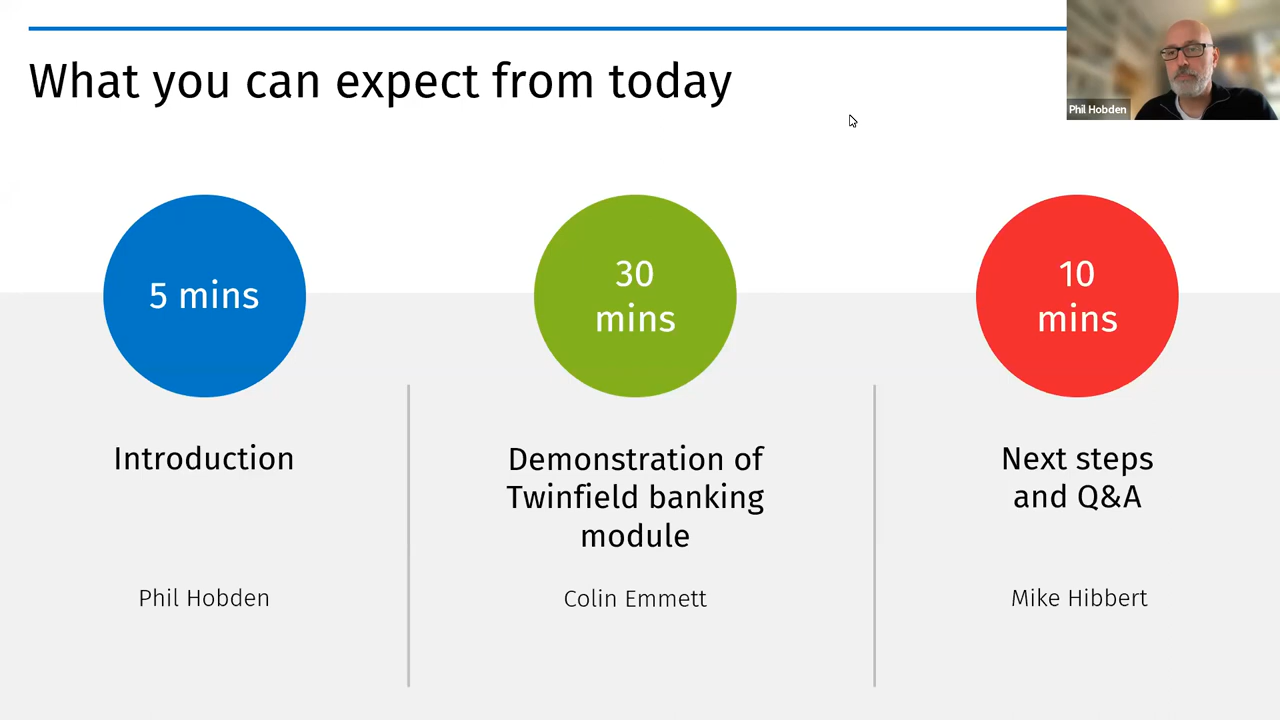 What you can expect from today
Phil Hobden
5 mins
30
mins
10
mins
Introduction
Demonstration of
Twinfield banking
module
Next steps
and Q&A
Phil Hobden
Colin Emmett
Mike Hibbert